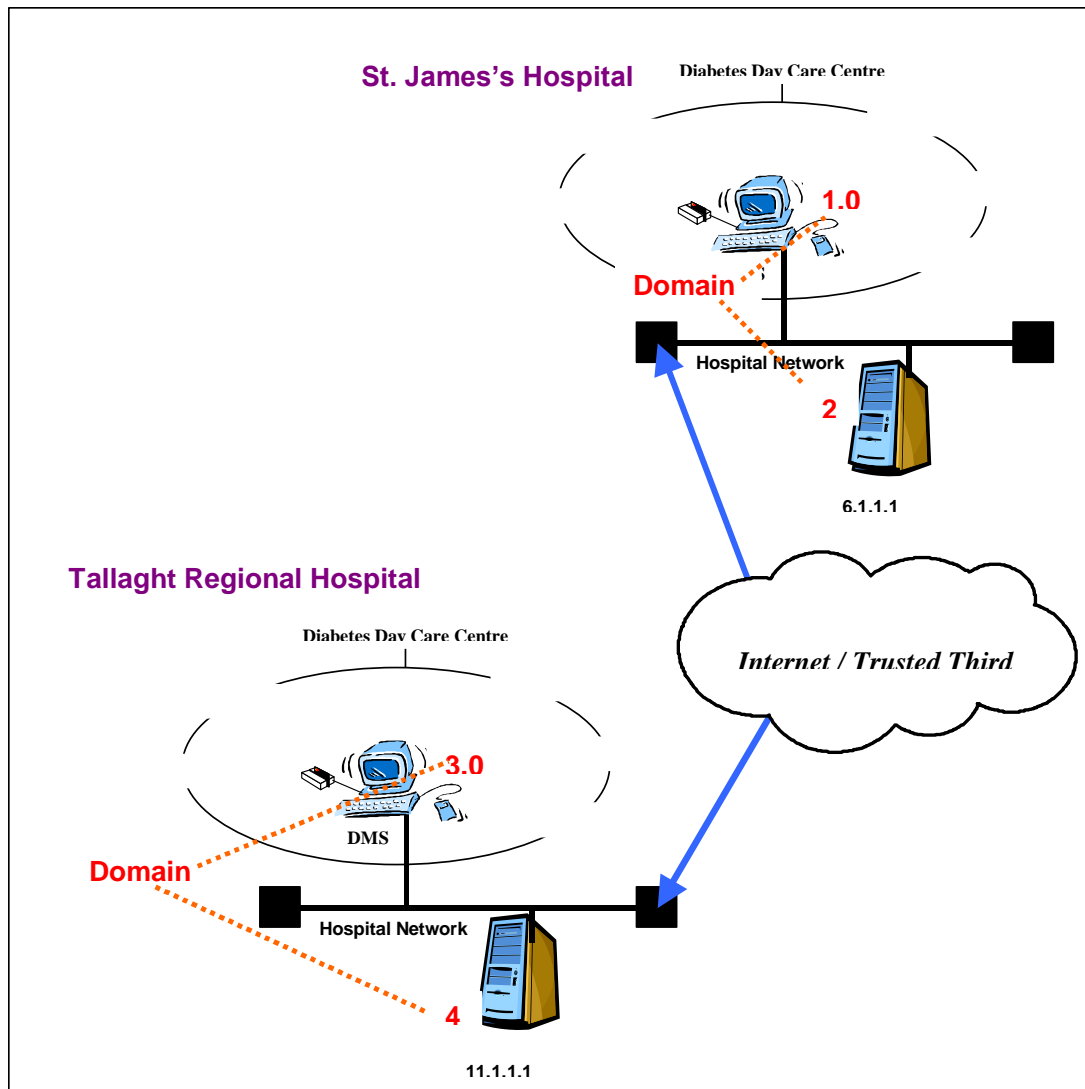 St. James's Hospital
Diabetes Day Care Centre
1.0
Domain
Hospital Network
2
6.1.1.1
Tallaght Regional Hospital
Internet / Trusted Third
Diabetes Day Care Centre
3.0
DMS
Domain
Hospital Network
4
11.1.1.1